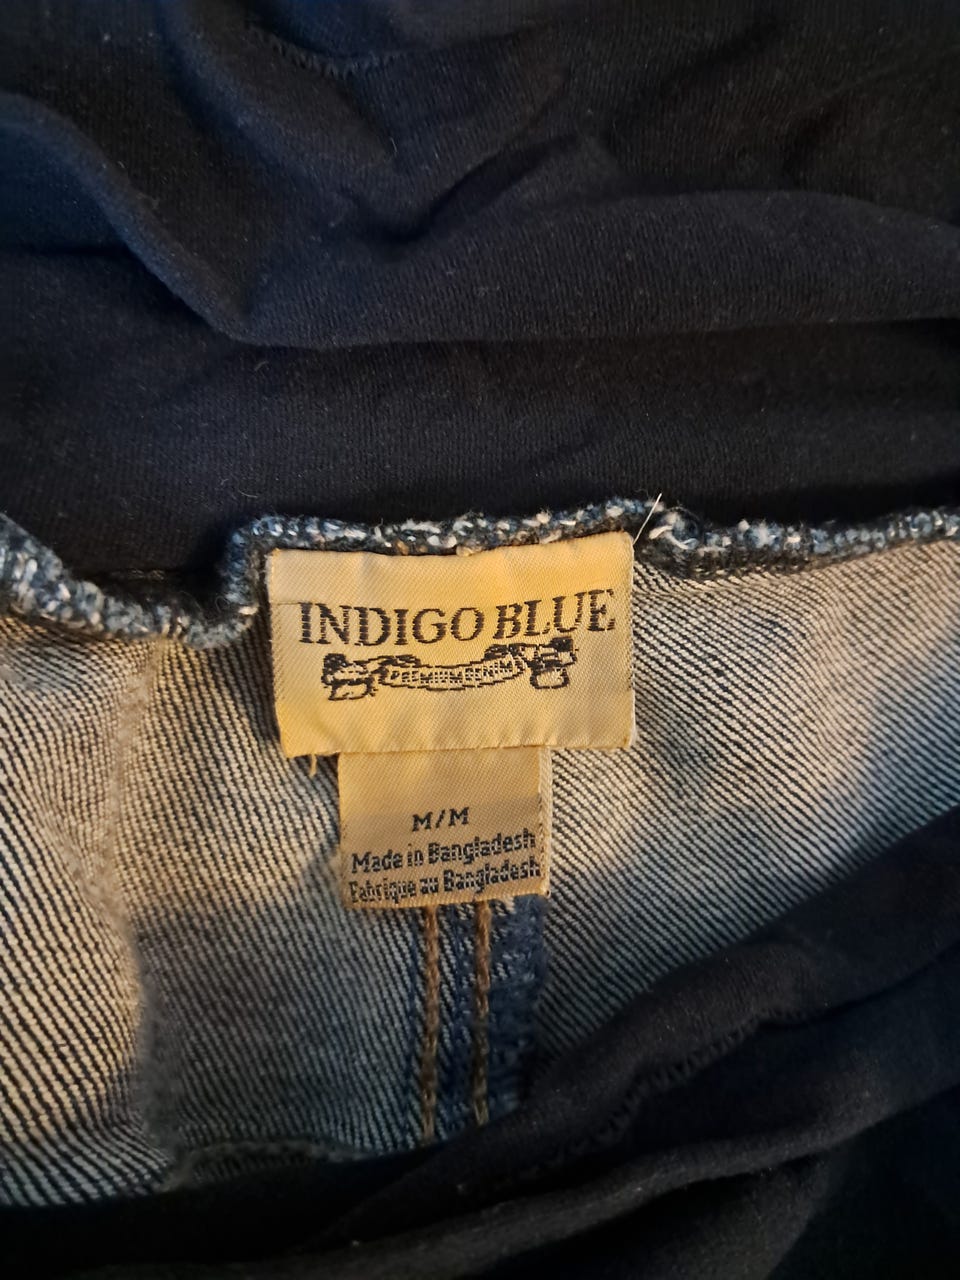 INDIGO BLUE
PREMIUM DENIM
M/M
Made in Bangladesh
Fabriqué au Bangladesh